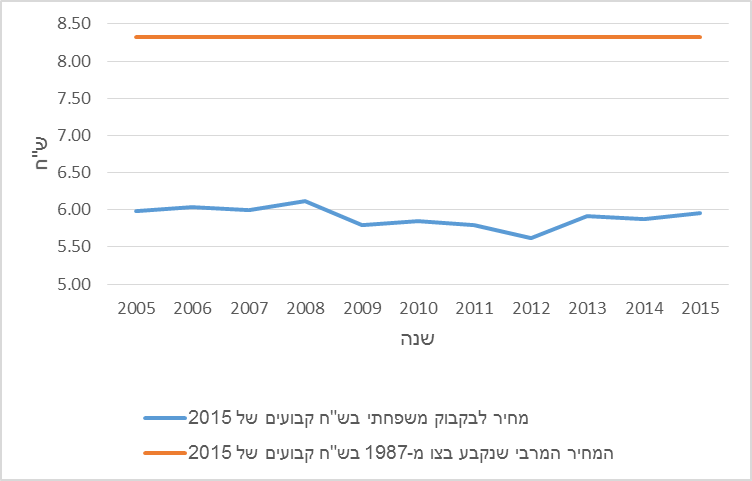 8.50
8.00
7.50
7.00
6.50
6.00
5.50
5.00
ש"ח
2005 2006 2007 2008 2009 2010 2011 2012 2013 2014 2015
שנה
מחיר לבקבוק משפחתי בש"ח קבועים של 2015
המחיר המרבי שנקבע בצו מ-1987 בש"ח קבועים של 2015